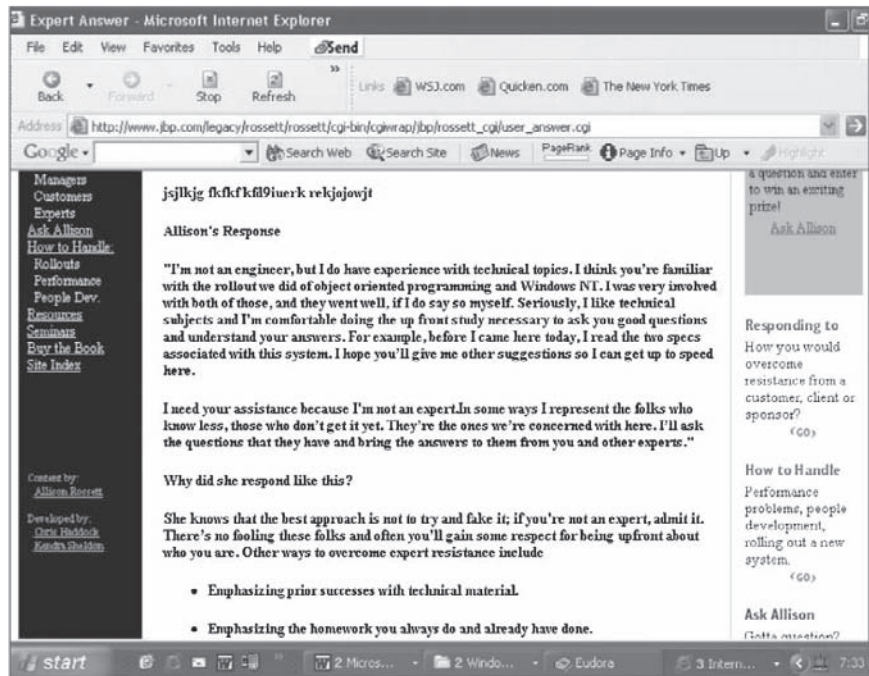 Expert Answer - Microsoft Internet Explorer
File Edit View Favorites Tools Help Send
Back Forward Stop Refresh » Links WSJ.com Quicken.com The New York Times
Address http://www.jbp.com/legacy/rossett/rossett/cgi-bin/cgiwrap/jbp/rossett_cgi/user_answer.cgi
Google Search Web Search Site News PageRank Page Info Up Highlight
Managers
Customers
Experts
Ask Allison
How to Handle:
Rollouts
Performance
People Dev.
Resources
Seminars
Buy the Book
Site Index
Content by:
Allison Rossett
Developed by:
Chris Haddock
Kendra Sheldon
jsjlkjg fkfkfkfil9iuerk rekjojowjt
Allison's Response
"I'm not an engineer, but I do have experience with technical topics. I think you're familiar
with the rollout we did of object oriented programming and Windows NT. I was very involved
with both of those, and they went well, if I do say so myself. Seriously, I like technical
subjects and I'm comfortable doing the up front study necessary to ask you good questions
and understand your answers. For example, before I came here today, I read the two specs
associated with this system. I hope you'll give me other suggestions so I can get up to speed
here.
I need your assistance because I'm not an expert.In some ways I represent the folks who
know less, those who don't get it yet. They're the ones we're concerned with here. I'll ask
the questions that they have and bring the answers to them from you and other experts."
Why did she respond like this?
She knows that the best approach is not to try and fake it; if you're not an expert, admit it.
There's no fooling these folks and often you'll gain some respect for being upfront about
who you are. Other ways to overcome expert resistance include
• Emphasizing prior successes with technical material.
• Emphasizing the homework you always do and already have done.
a question and enter
to win an exciting
prize!
Ask Allison
Responding to
How you would
overcome
resistance from a
customer, client or
sponsor?
(GO)
How to Handle
Performance
problems, people
development,
rolling out a new
system.
(GO)
Ask Allison
Gotta question?
start » 2 Micros... 2 Windo... Eudora 3 Intern... 7:33